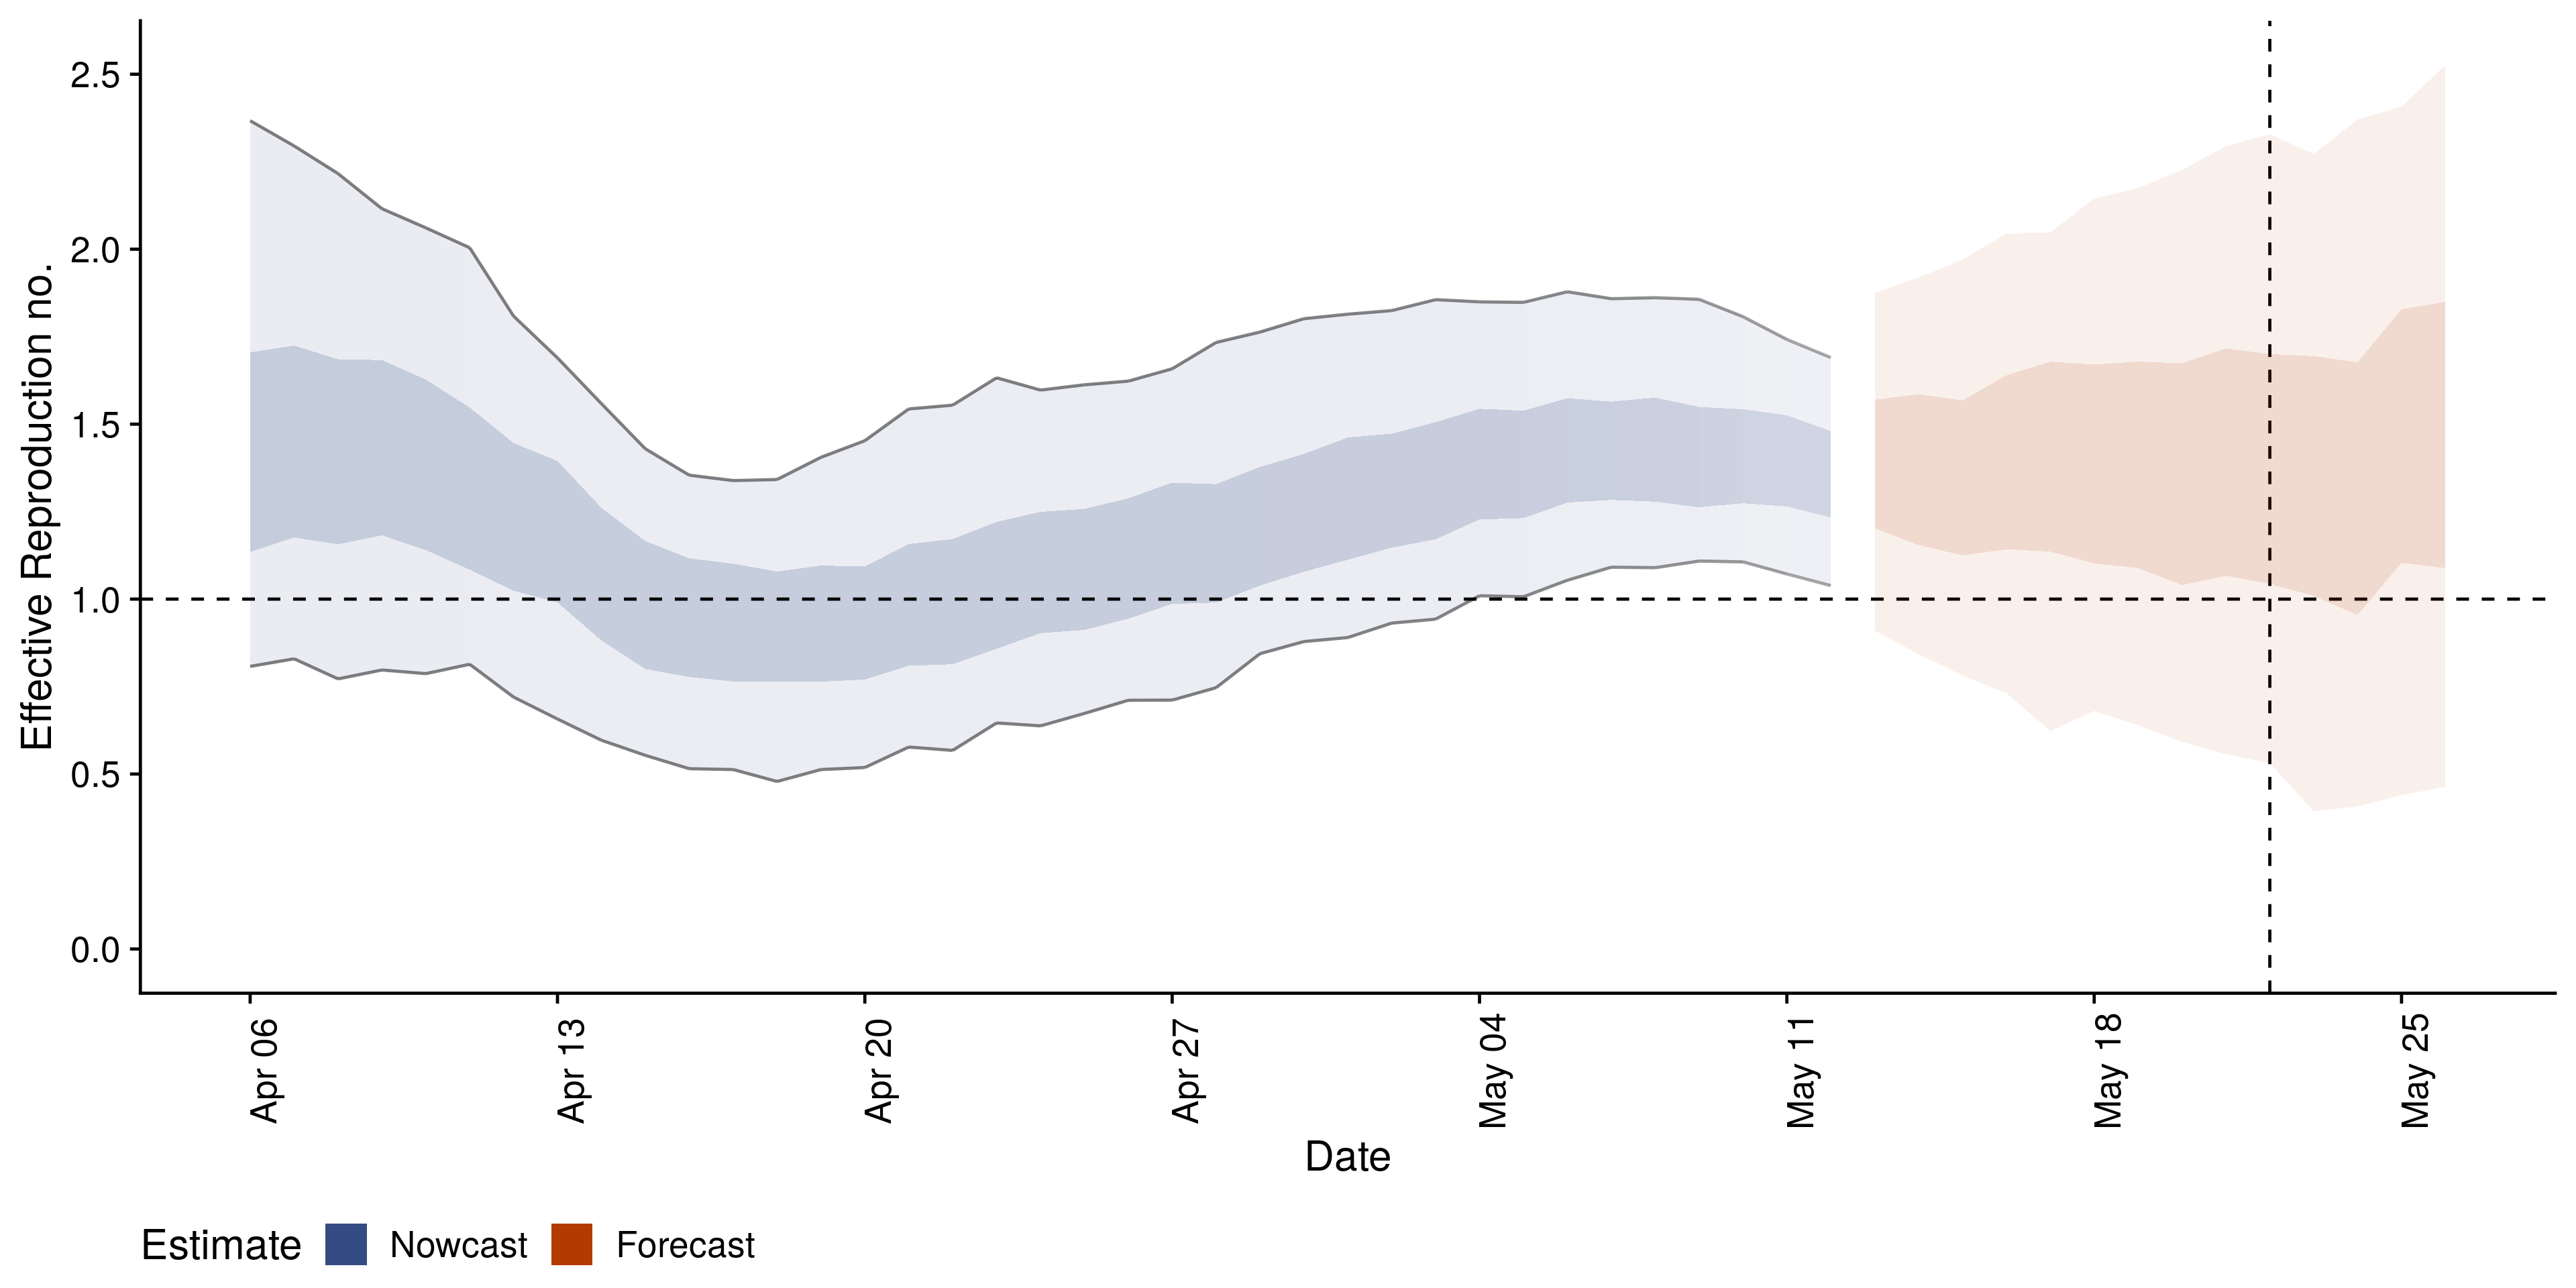 Effective Reproduction no.
2.5
2.0
1.5
1.0
0.5
0.0
Apr 06
Apr 13
Apr 20
Apr 27
May 04
May 11
May 18
May 25
Date
Estimate Nowcast Forecast